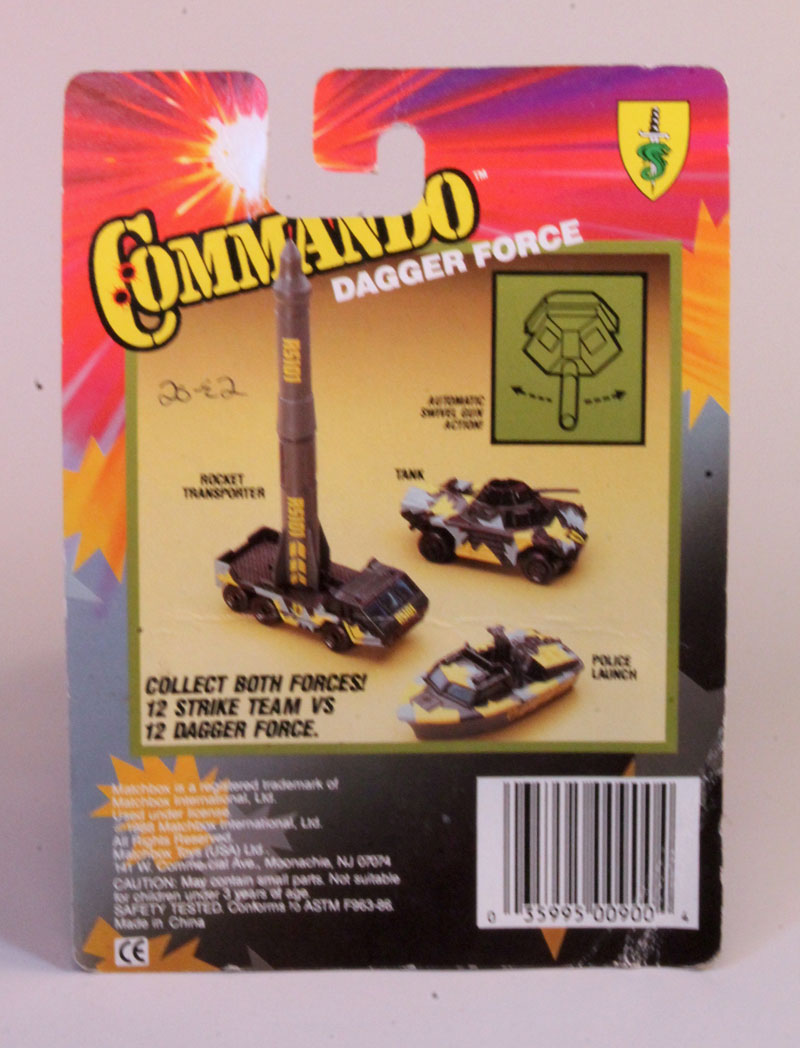 COMMANDO™
DAGGER FORCE
AUTOMATIC
SWIVEL GUN
ACTION!
RS101
RS101
ROCKET
TRANSPORTER
TANK
POLICE
LAUNCH
COLLECT BOTH FORCES!
12 STRIKE TEAM VS
12 DAGGER FORCE.
Matchbox is a registered trademark of
Matchbox International, Ltd.
Used under license
Matchbox International, Ltd.
All Rights Reserved
Matchbox Toys (USA) Ltd.
141 W. Commercial Ave., Moonachie, NJ 07074
CAUTION: May contain small parts. Not suitable
for children under 3 years of age.
SAFETY TESTED. Conforms to ASTM F963-86.
Made in China
CE
0 35995 00900 4